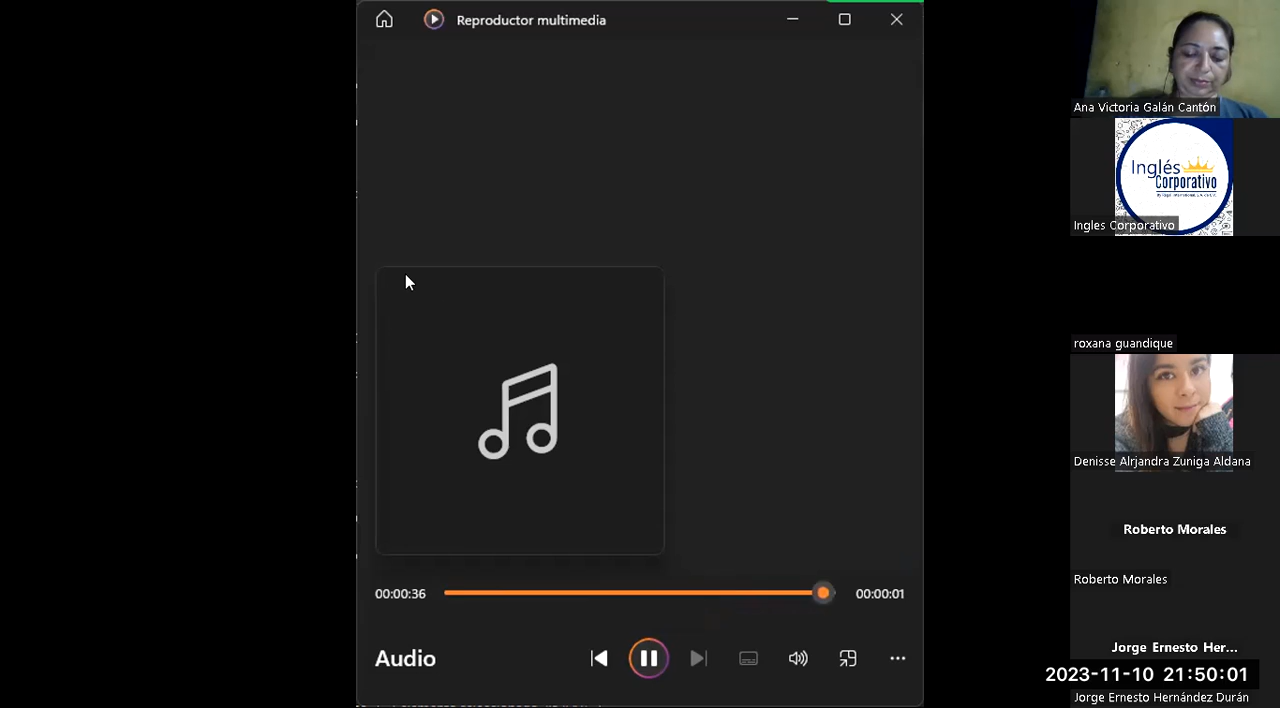 Reproductor multimedia
00:00:36
00:00:01
Audio
Ana Victoria Galán Cantón
Inglés
Corporativo
Ingles Corporativo
roxana guandique
Denisse Alrjandra Zuniga Aldana
Roberto Morales
Roberto Morales
Jorge Ernesto Her...
2023-11-10 21:50:01
Jorge Ernesto Hernández Durán